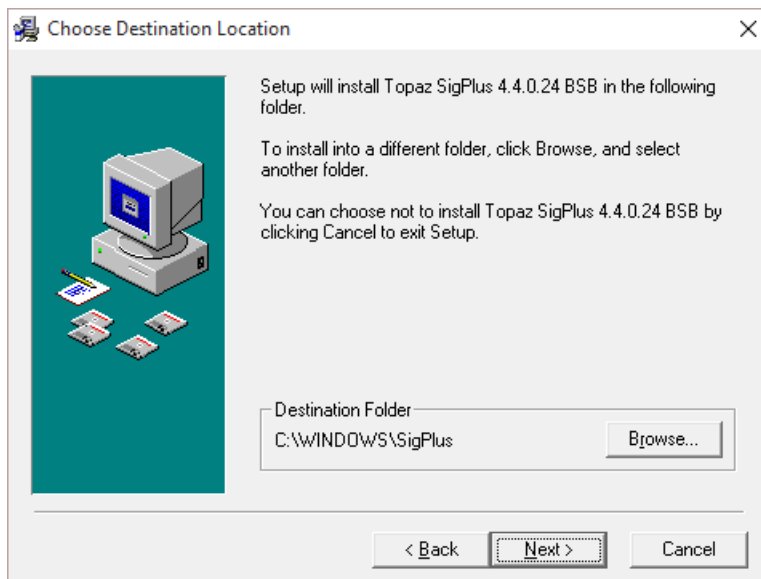 Choose Destination Location
Setup will install Topaz SigPlus 4.4.0.24 BSB in the following
folder.
To install into a different folder, click Browse, and select
another folder.
You can choose not to install Topaz SigPlus 4.4.0.24 BSB by
clicking Cancel to exit Setup.
Destination Folder
C:\WINDOWS\SigPlus
Browse...
< Back
Next >
Cancel